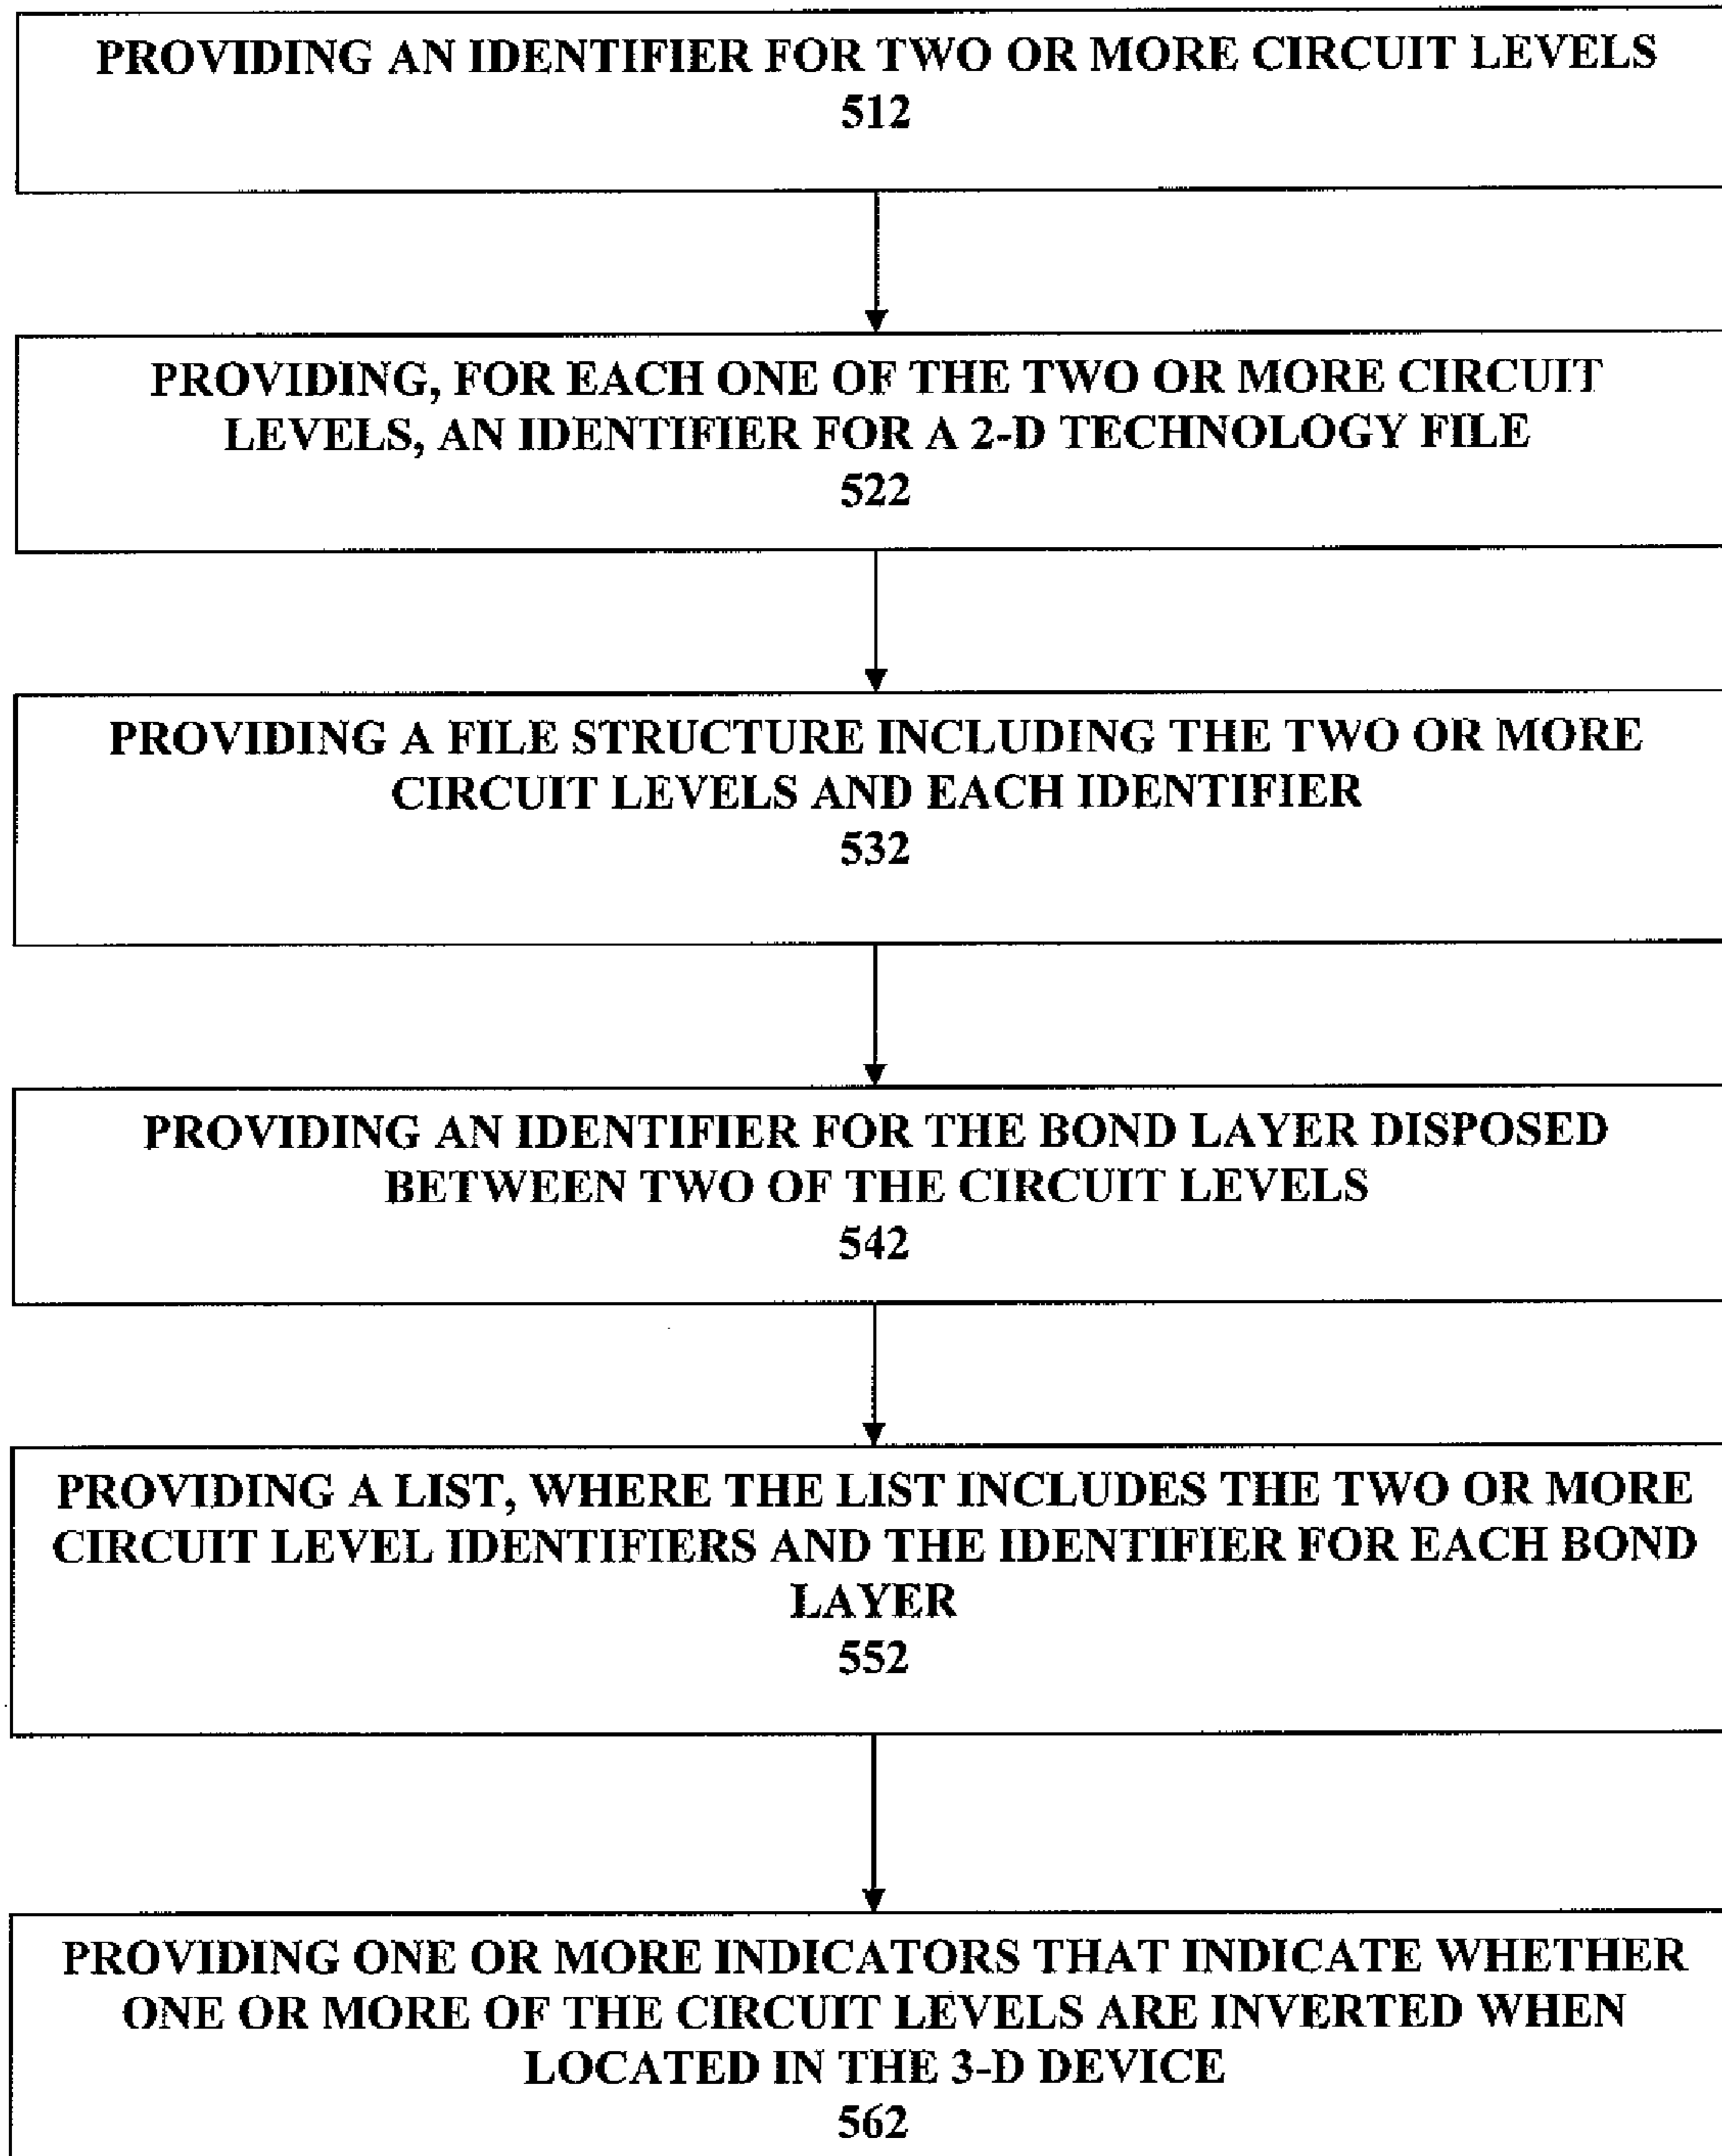 PROVIDING AN IDENTIFIER FOR TWO OR MORE CIRCUIT LEVELS
512
PROVIDING, FOR EACH ONE OF THE TWO OR MORE CIRCUIT
LEVELS, AN IDENTIFIER FOR A 2-D TECHNOLOGY FILE
522
PROVIDING A FILE STRUCTURE INCLUDING THE TWO OR MORE
CIRCUIT LEVELS AND EACH IDENTIFIER
532
PROVIDING AN IDENTIFIER FOR THE BOND LAYER DISPOSED
BETWEEN TWO OF THE CIRCUIT LEVELS
542
PROVIDING A LIST, WHERE THE LIST INCLUDES THE TWO OR MORE
CIRCUIT LEVEL IDENTIFIERS AND THE IDENTIFIER FOR EACH BOND
LAYER
552
PROVIDING ONE OR MORE INDICATORS THAT INDICATE WHETHER
ONE OR MORE OF THE CIRCUIT LEVELS ARE INVERTED WHEN
LOCATED IN THE 3-D DEVICE
562